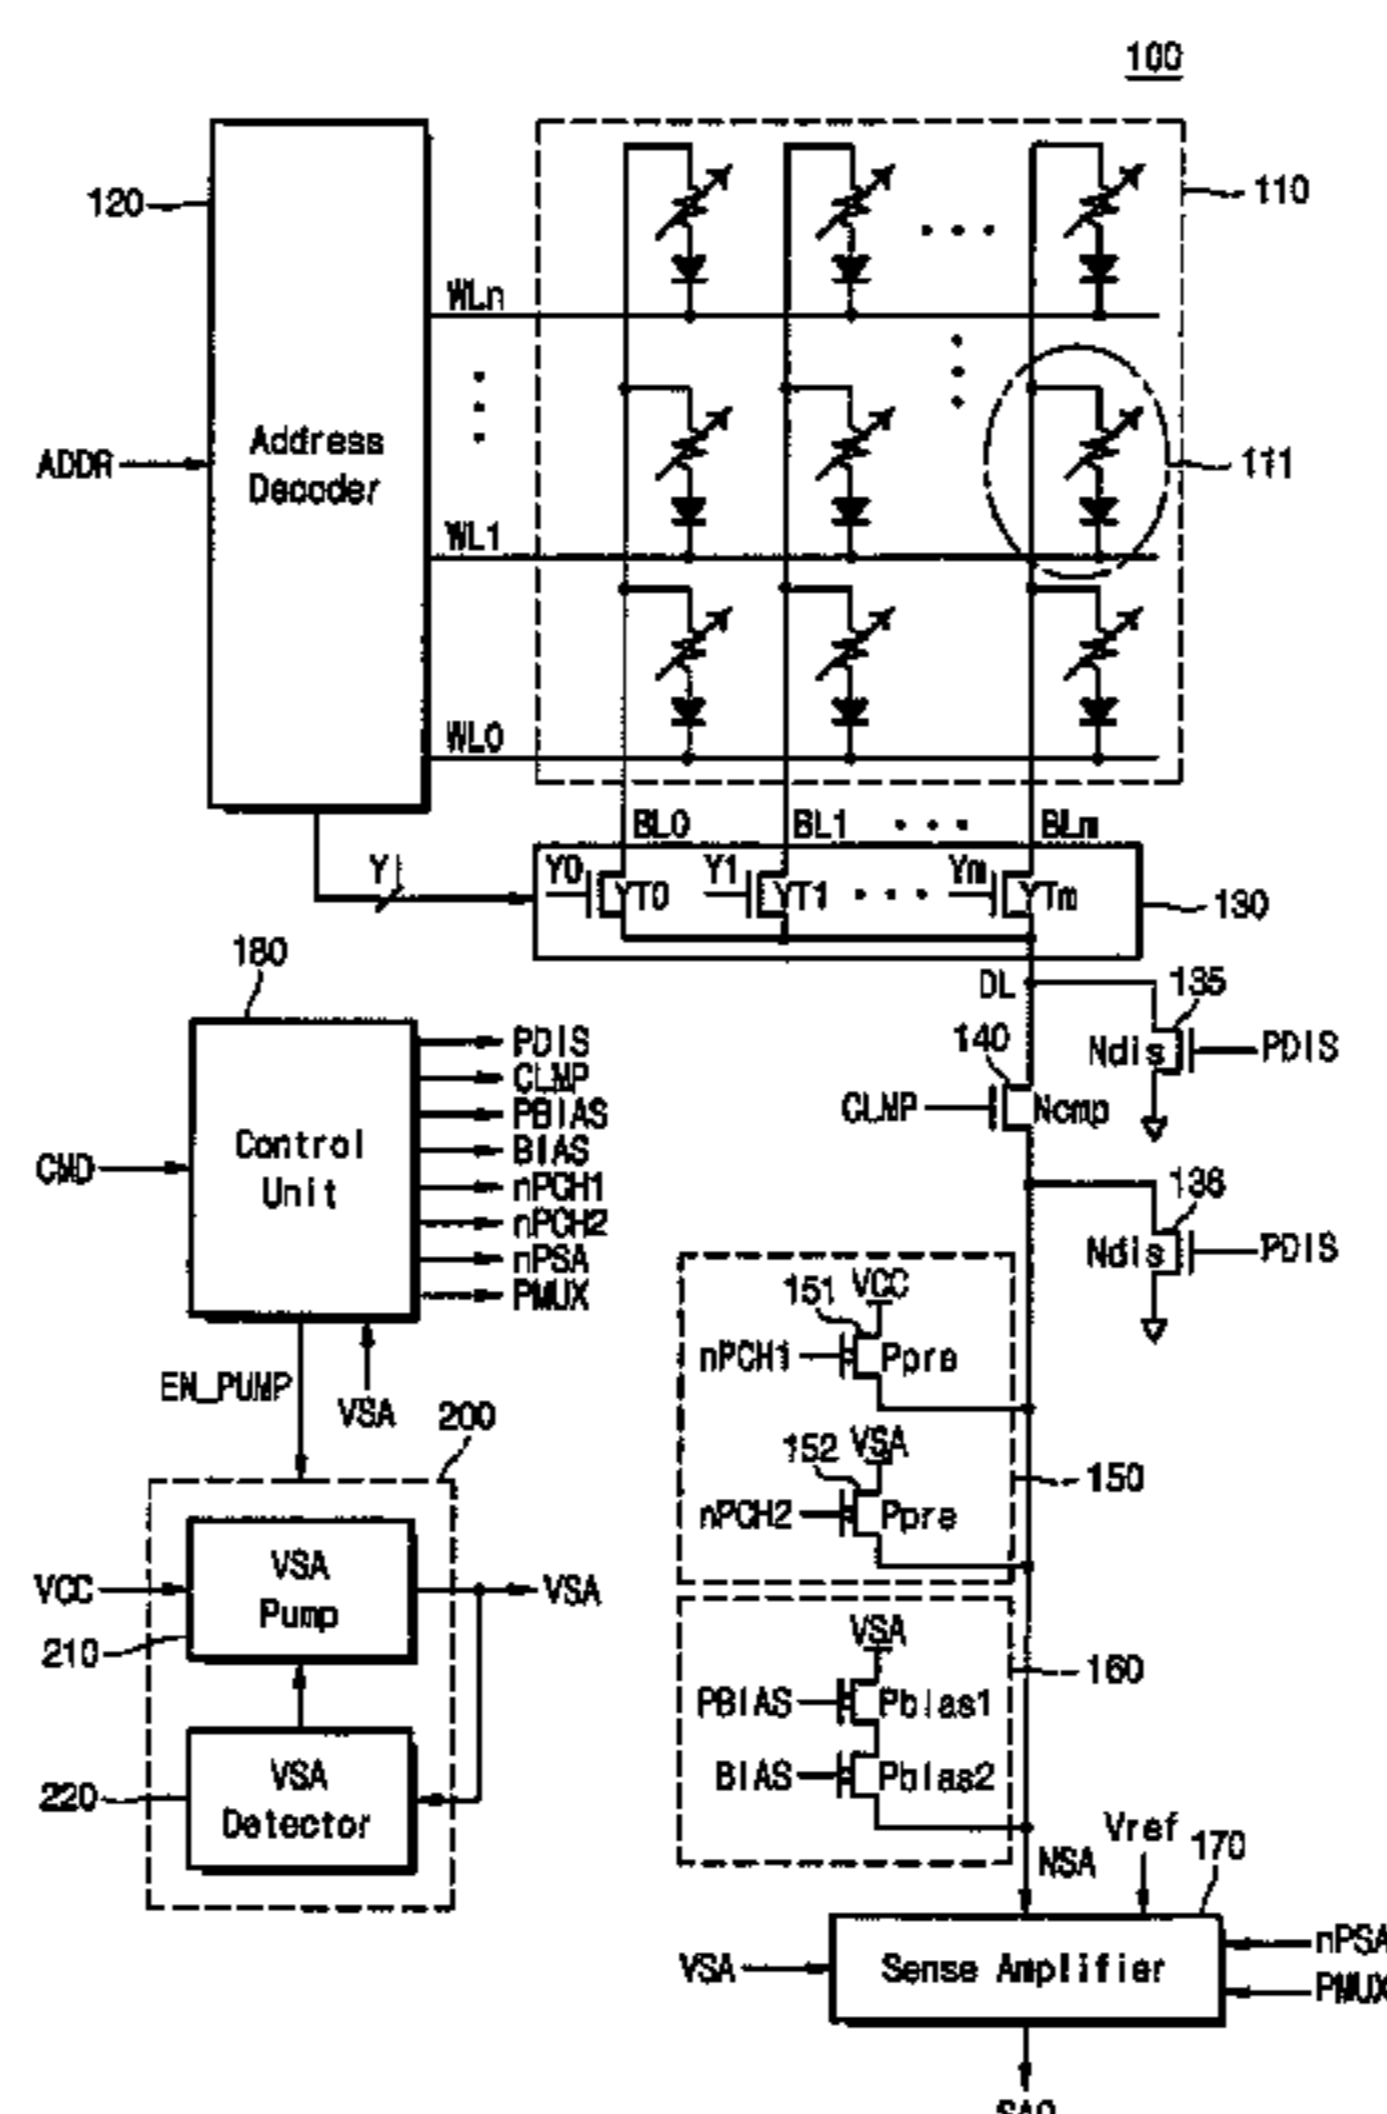 100
120
110
WLn
Address
Decoder
ADDR
111
WL1
WL0
BL0
BL1
BLm
Yi
Y0
YT0
Y1
YT1
Ym
YTm
130
180
DL
135
Ndis
PDIS
140
CLMP
Ncmp
CMD
Control
Unit
PDIS
CLMP
PBIAS
BIAS
nPCH1
nPCH2
nPSA
PMUX
136
Ndis
PDIS
151
VCC
nPCH1
Ppre
EN_PUMP
VSA
200
152
VSA
nPCH2
Ppre
150
VCC
VSA
Pump
VSA
210
VSA
160
PBIAS
Pbias1
BIAS
Pbias2
220
VSA
Detector
Vref
170
NSA
VSA
Sense Amplifier
nPSA
PMUX